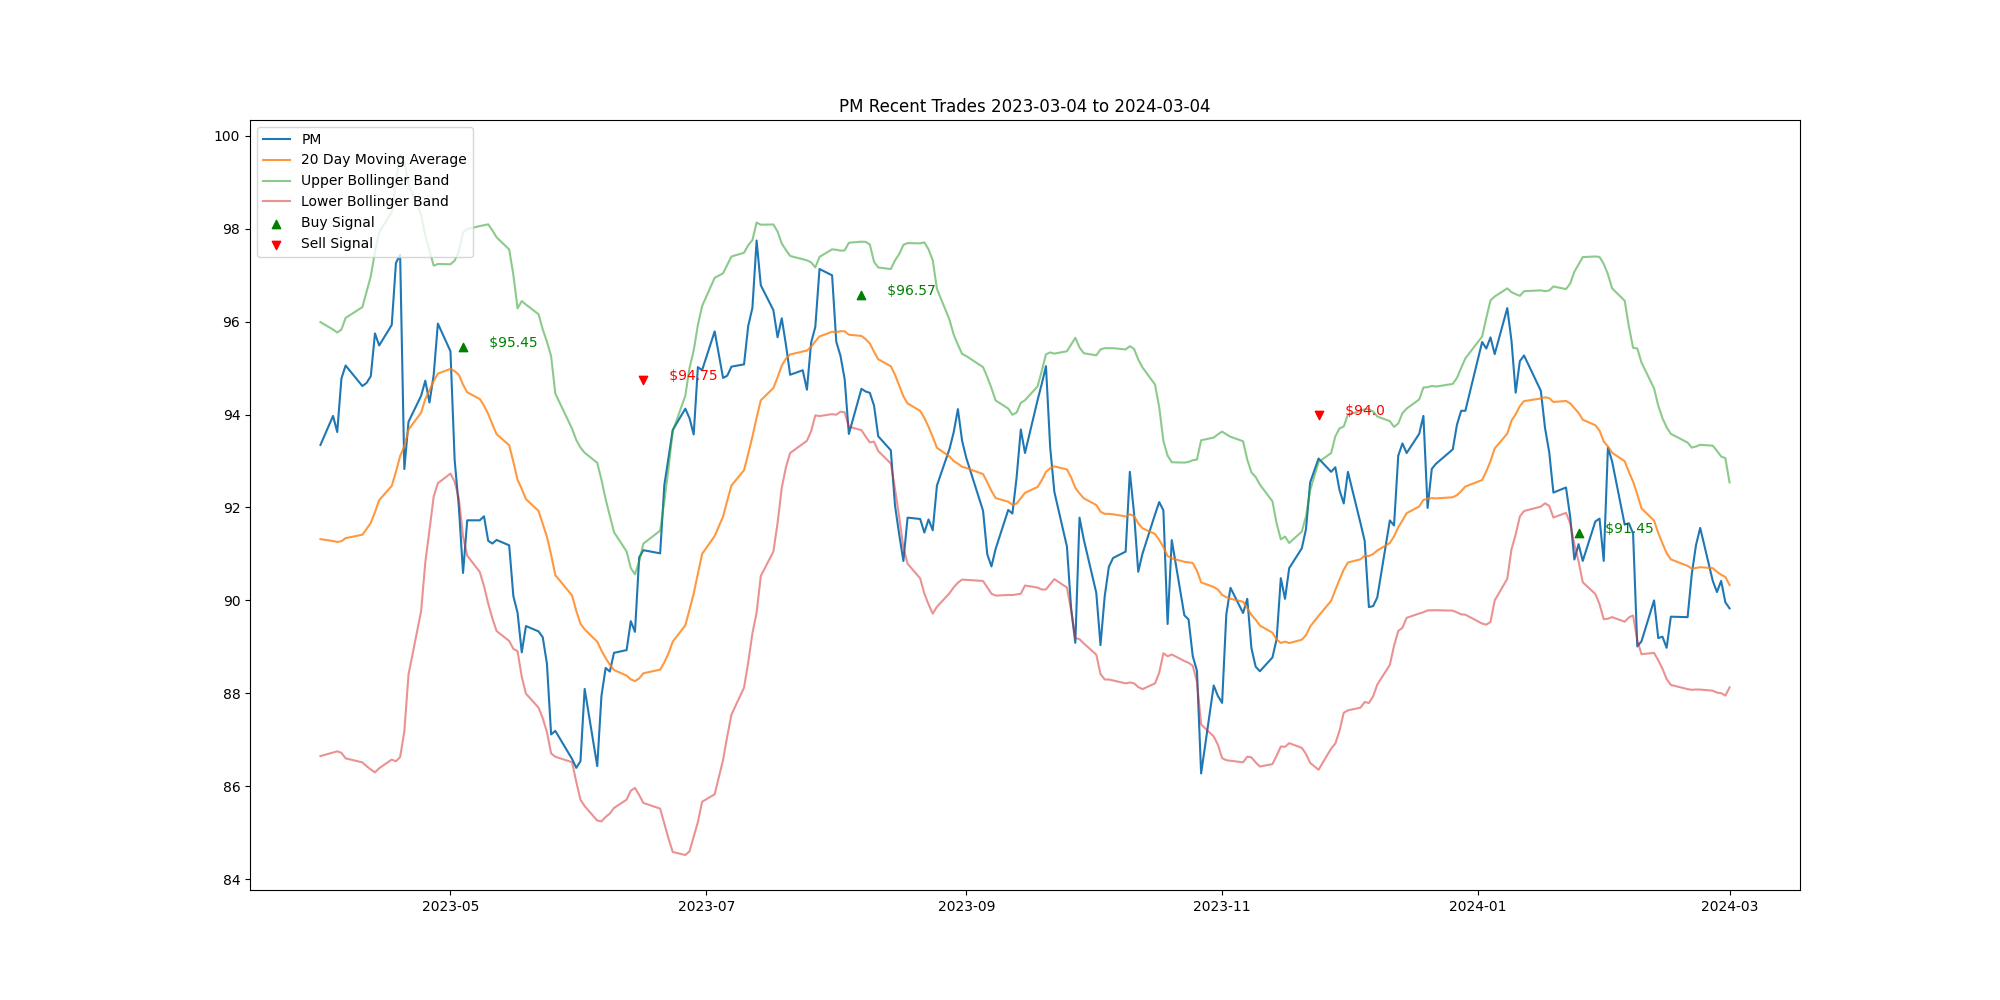 PM Recent Trades 2023-03-04 to 2024-03-04
PM
20 Day Moving Average
Upper Bollinger Band
Lower Bollinger Band
Buy Signal
Sell Signal
100
98
96
94
92
90
88
86
84
$95.45
$94.75
$96.57
$94.0
$91.45
2023-05
2023-07
2023-09
2023-11
2024-01
2024-03